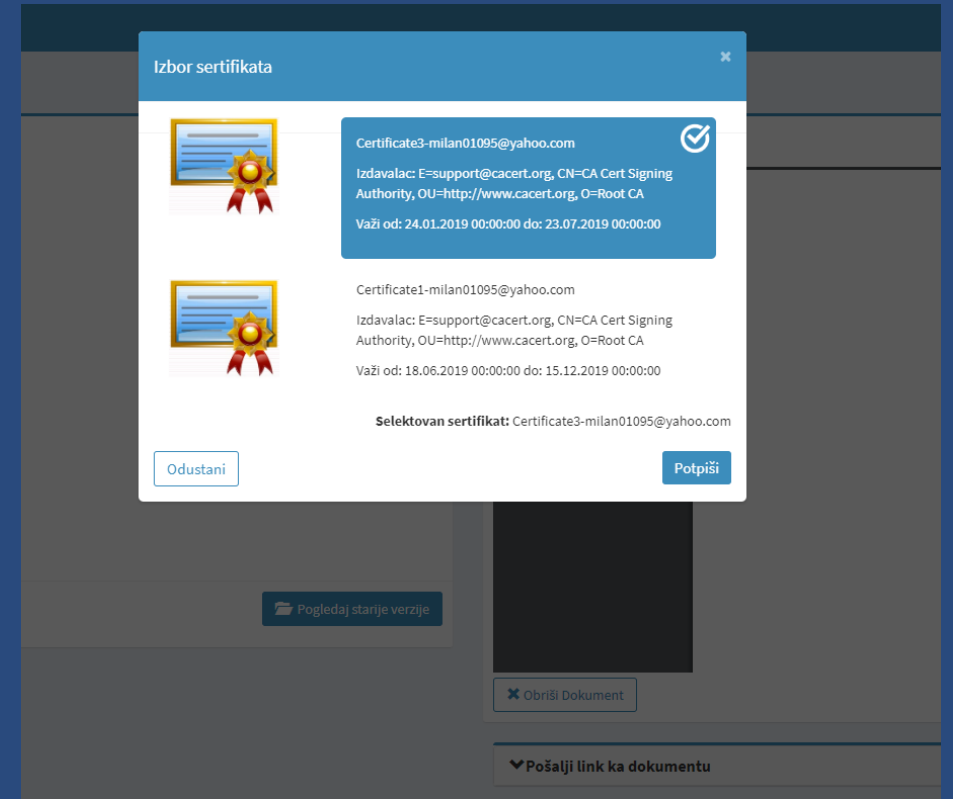 Izbor sertifikata
×
Certificate3-milan01095@yahoo.com
Izdavalac: E=support@cacert.org, CN=CA Cert Signing
Authority, OU=http://www.cacert.org, O=Root CA
Važi od: 24.01.2019 00:00:00 do: 23.07.2019 00:00:00
Certificate1-milan01095@yahoo.com
Izdavalac: E=support@cacert.org, CN=CA Cert Signing
Authority, OU=http://www.cacert.org, O=Root CA
Važi od: 18.06.2019 00:00:00 do: 15.12.2019 00:00:00
Selektovan sertifikat: Certificate3-milan01095@yahoo.com
Odustani
Potpiši
Pogledaj starije verzije
Obriši Dokument
Pošalji link ka dokumentu